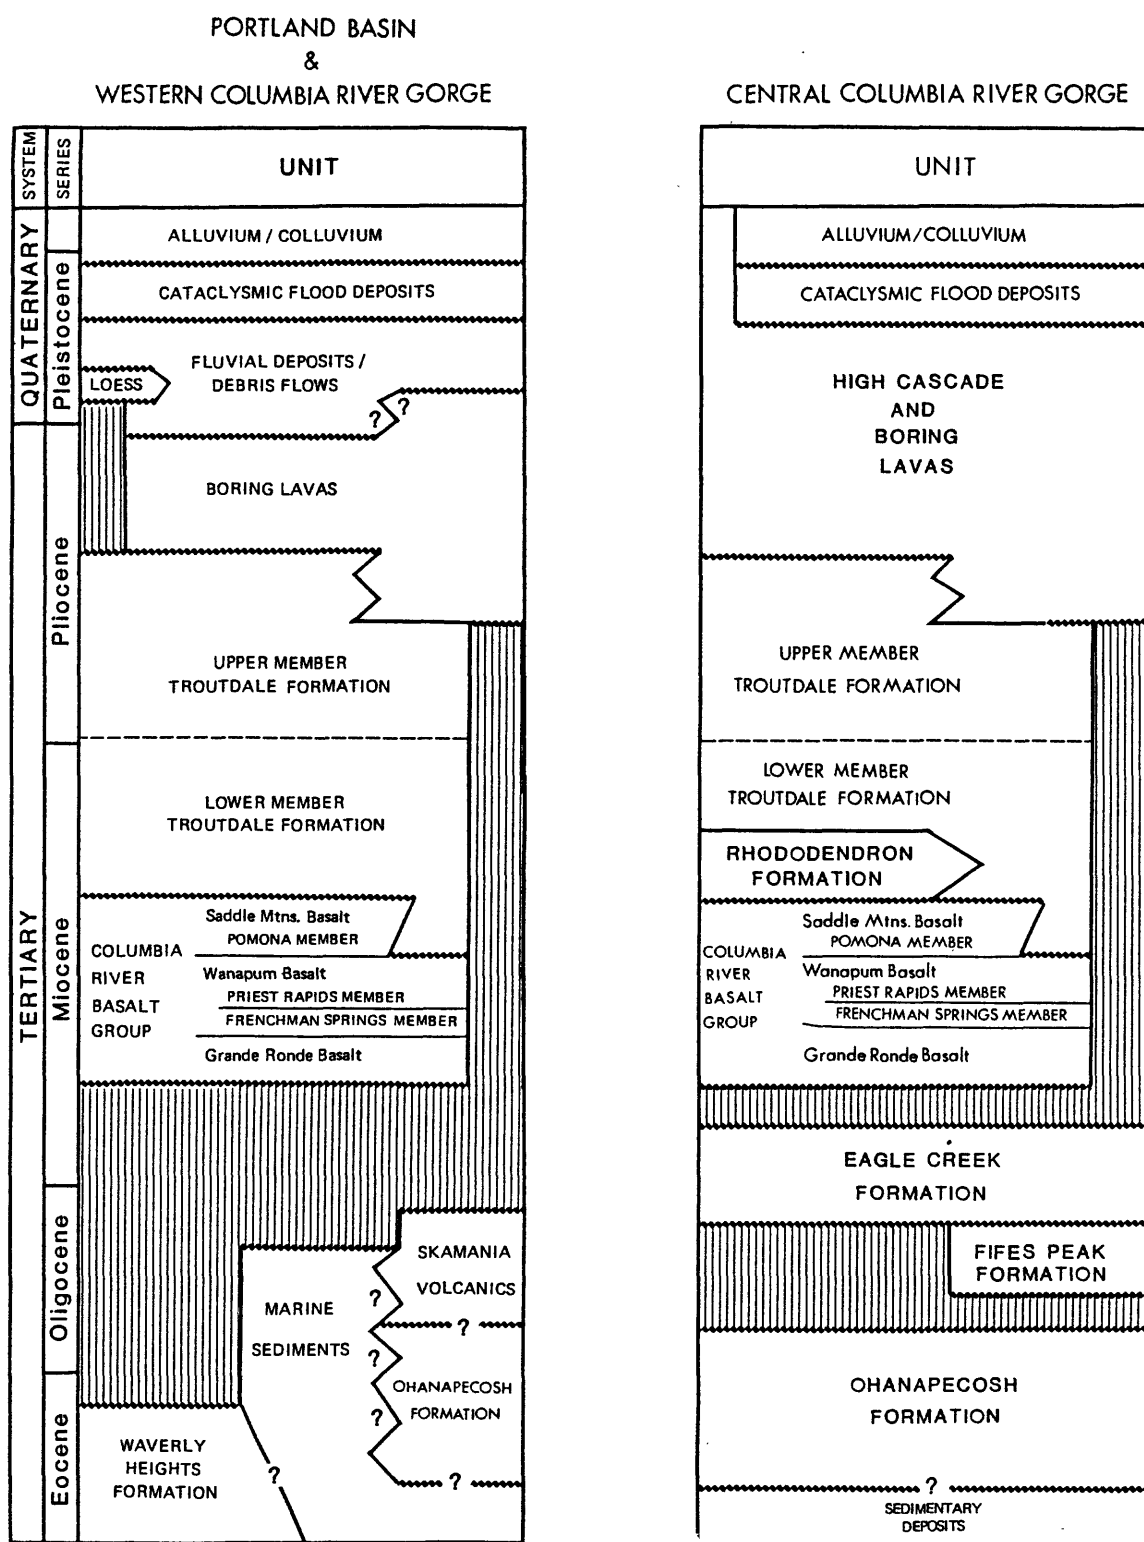 PORTLAND BASIN
&
WESTERN COLUMBIA RIVER GORGE
SYSTEM
SERIES
UNIT
QUATERNARY
TERTIARY
Pleistocene
Pliocene
Miocene
Oligocene
Eocene
ALLUVIUM / COLLUVIUM
CATACLYSMIC FLOOD DEPOSITS
FLUVIAL DEPOSITS /
DEBRIS FLOWS
LOESS
? ?
BORING LAVAS
UPPER MEMBER
TROUTDALE FORMATION
LOWER MEMBER
TROUTDALE FORMATION
COLUMBIA
RIVER
BASALT
GROUP
Saddle Mtns. Basalt
POMONA MEMBER
Wanapum Basalt
PRIEST RAPIDS MEMBER
FRENCHMAN SPRINGS MEMBER
Grande Ronde Basalt
SKAMANIA
VOLCANICS
?
?
MARINE
SEDIMENTS
?
OHANAPECOSH
FORMATION
?
?
WAVERLY
HEIGHTS
FORMATION
?
CENTRAL COLUMBIA RIVER GORGE
UNIT
ALLUVIUM/COLLUVIUM
CATACLYSMIC FLOOD DEPOSITS
HIGH CASCADE
AND
BORING
LAVAS
UPPER MEMBER
TROUTDALE FORMATION
LOWER MEMBER
TROUTDALE FORMATION
RHODODENDRON
FORMATION
COLUMBIA
RIVER
BASALT
GROUP
Saddle Mtns. Basalt
POMONA MEMBER
Wanapum Basalt
PRIEST RAPIDS MEMBER
FRENCHMAN SPRINGS MEMBER
Grande Ronde Basalt
EAGLE CREEK
FORMATION
FIFES PEAK
FORMATION
OHANAPECOSH
FORMATION
?
SEDIMENTARY
DEPOSITS